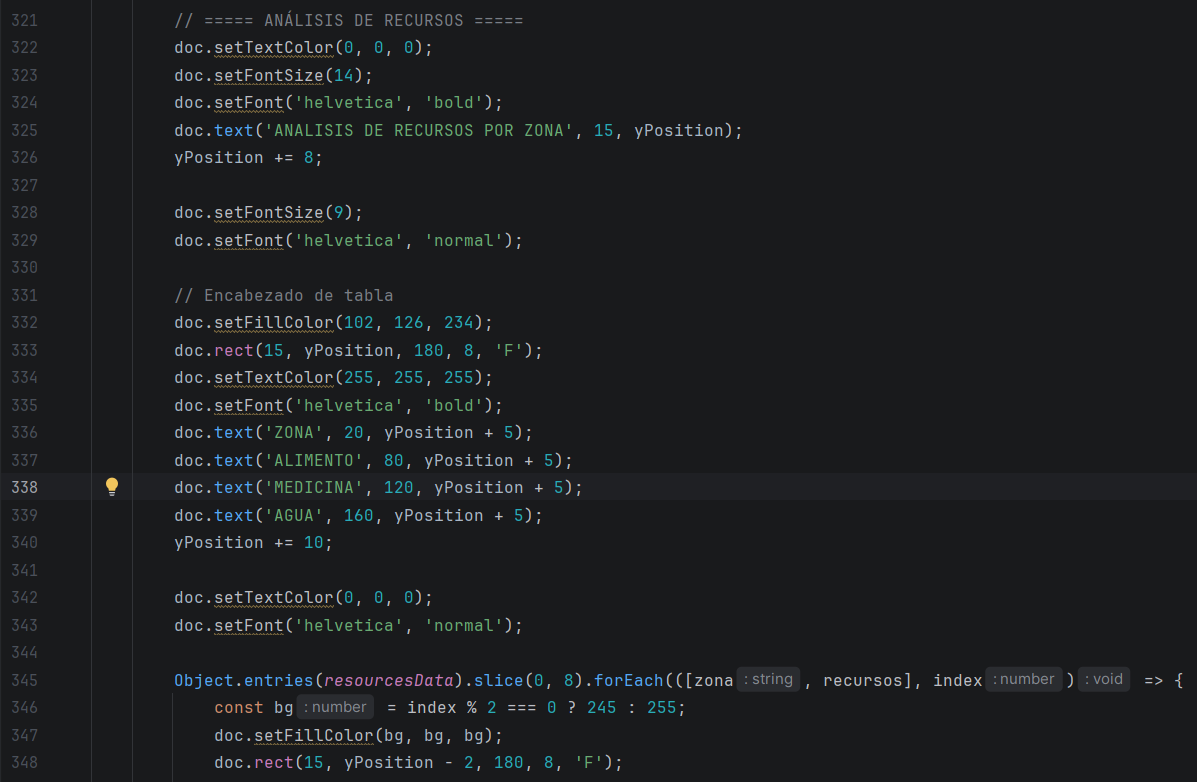 321 // ===== ANÁLISIS DE RECURSOS =====
322 doc.setTextColor(0, 0, 0);
323 doc.setFontSize(14);
324 doc.setFont('helvetica', 'bold');
325 doc.text('ANALISIS DE RECURSOS POR ZONA', 15, yPosition);
326 yPosition += 8;
327
328 doc.setFontSize(9);
329 doc.setFont('helvetica', 'normal');
330
331 // Encabezado de tabla
332 doc.setFillColor(102, 126, 234);
333 doc.rect(15, yPosition, 180, 8, 'F');
334 doc.setTextColor(255, 255, 255);
335 doc.setFont('helvetica', 'bold');
336 doc.text('ZONA', 20, yPosition + 5);
337 doc.text('ALIMENTO', 80, yPosition + 5);
338 doc.text('MEDICINA', 120, yPosition + 5);
339 doc.text('AGUA', 160, yPosition + 5);
340 yPosition += 10;
341
342 doc.setTextColor(0, 0, 0);
343 doc.setFont('helvetica', 'normal');
344
345 Object.entries(resourcesData).slice(0, 8).forEach(([zona : string , recursos], index : number ) : void => {
346 const bg : number = index % 2 === 0 ? 245 : 255;
347 doc.setFillColor(bg, bg, bg);
348 doc.rect(15, yPosition - 2, 180, 8, 'F');